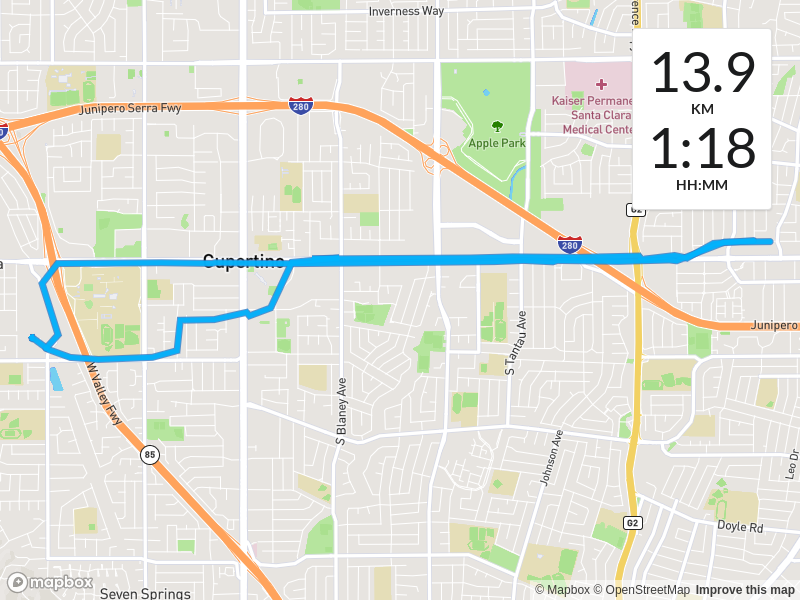 Inverness Way
13.9
KM
1:18
HH:MM
280
Junipero Serra Fwy
Kaiser Permane
Santa Clara
Medical Cente
Apple Park
G2
280
Cupertino
Junipero
S Tantau Ave
W Valley Fwy
S Blaney Ave
85
Johnson Ave
Leo Dr
G2
Doyle Rd
Seven Springs
mapbox
© Mapbox © OpenStreetMap Improve this map